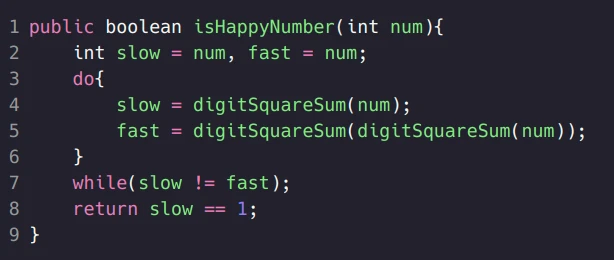 1 public boolean isHappyNumber(int num){
2     int slow = num, fast = num;
3     do{
4         slow = digitSquareSum(num);
5         fast = digitSquareSum(digitSquareSum(num));
6     }
7     while(slow != fast);
8     return slow == 1;
9 }